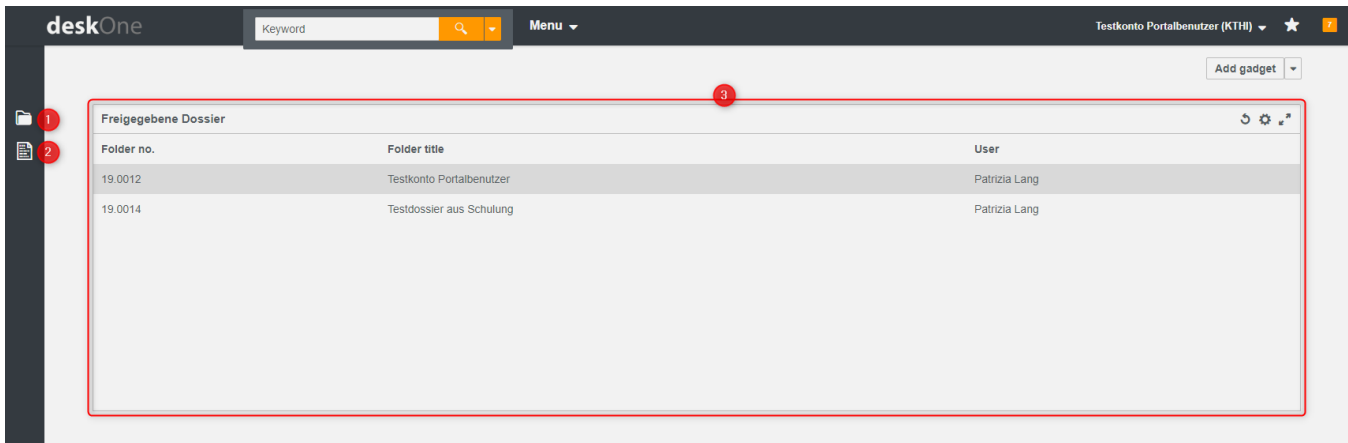 deskOne Keyword Menu Testkonto Portalbenutzer (KTHI) 7
Add gadget
3
1
2
Freigegebene Dossier
Folder no. Folder title User
19.0012 Testkonto Portalbenutzer Patrizia Lang
19.0014 Testdossier aus Schulung Patrizia Lang